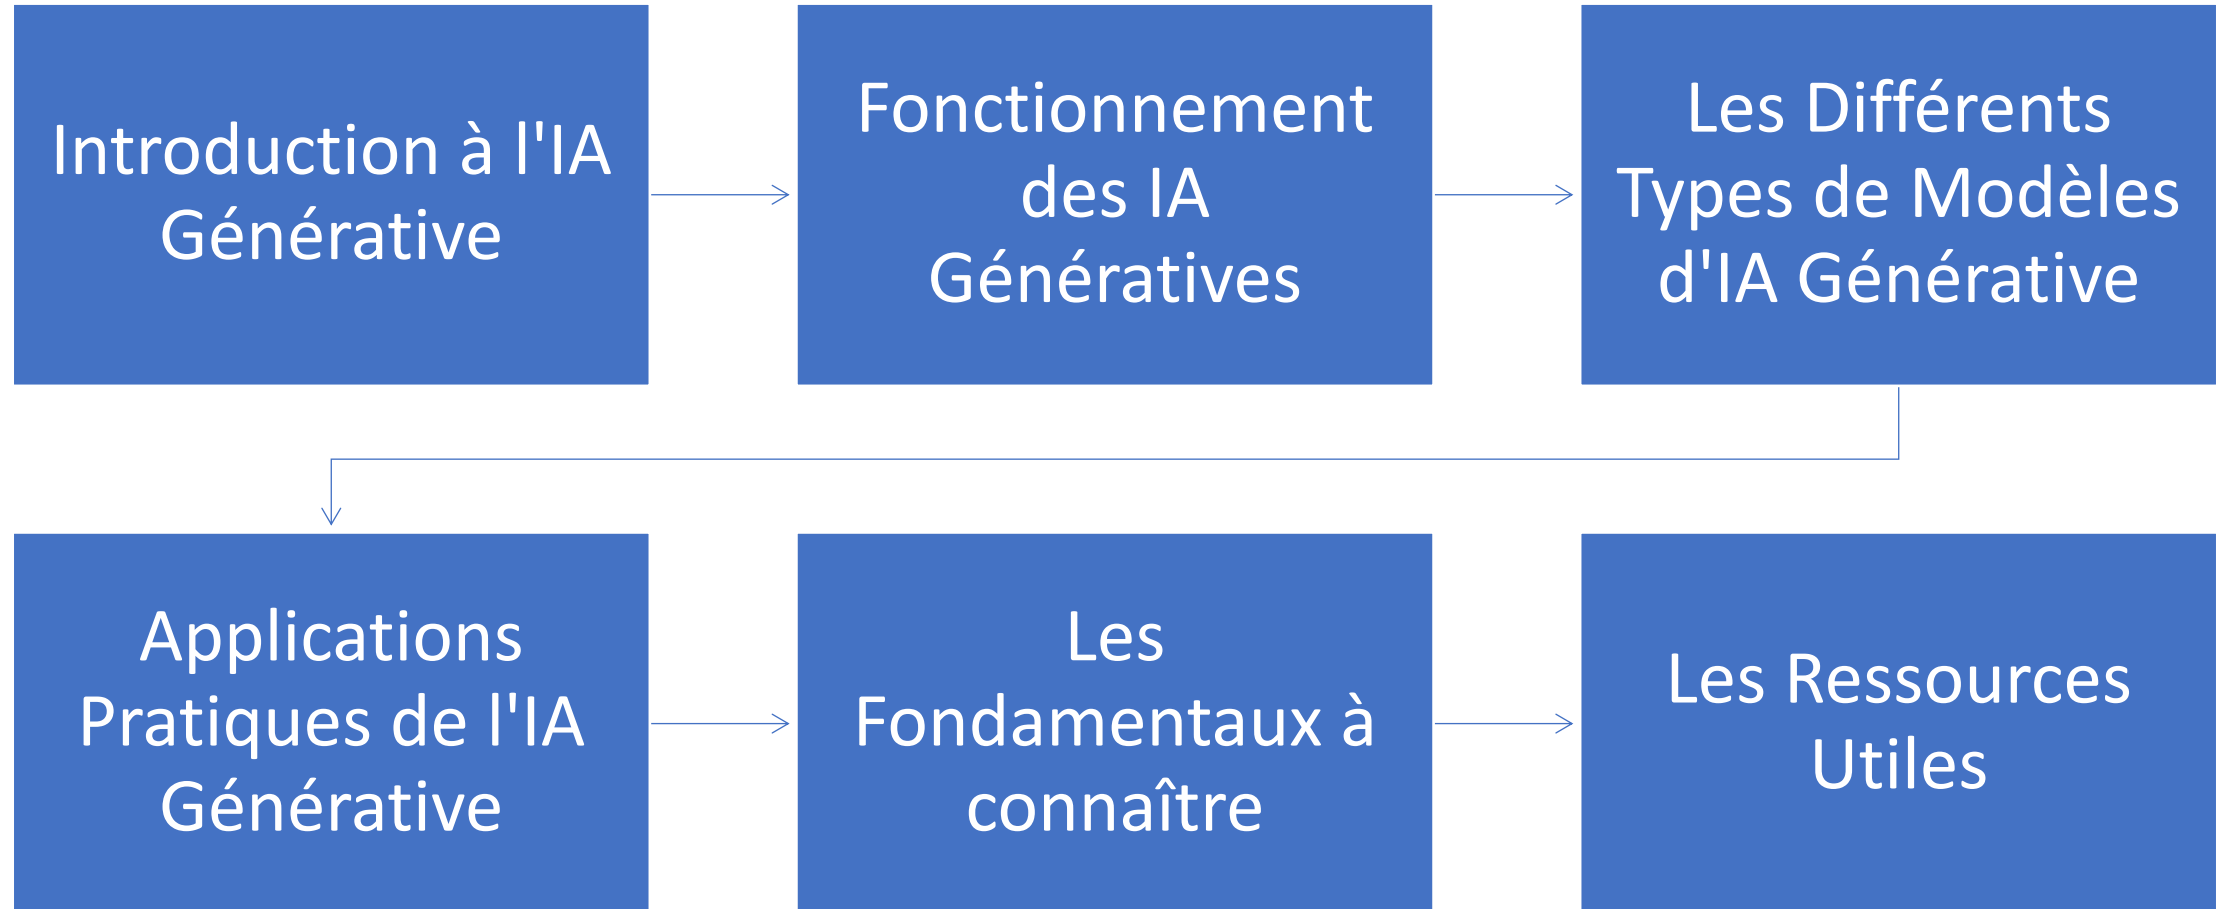 Introduction à l'IA
Générative
Fonctionnement
des IA
Génératives
Les Différents
Types de Modèles
d'IA Générative
Applications
Pratiques de l'IA
Générative
Les
Fondamentaux à
connaître
Les Ressources
Utiles